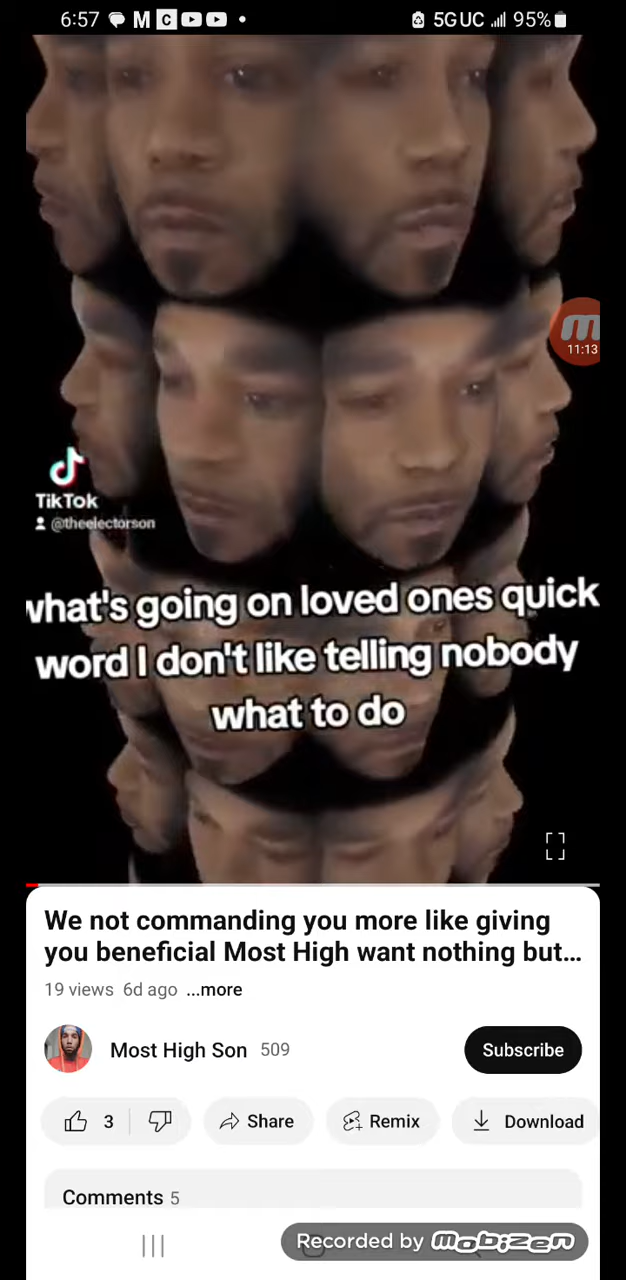 6:57 M C 5G UC 95%
11:13
TikTok
@theelectorson
what's going on loved ones quick
word I don't like telling nobody
what to do
We not commanding you more like giving
you beneficial Most High want nothing but...
19 views 6d ago ...more
Most High Son 509 Subscribe
3 Share Remix Download
Comments 5
Recorded by mobizen